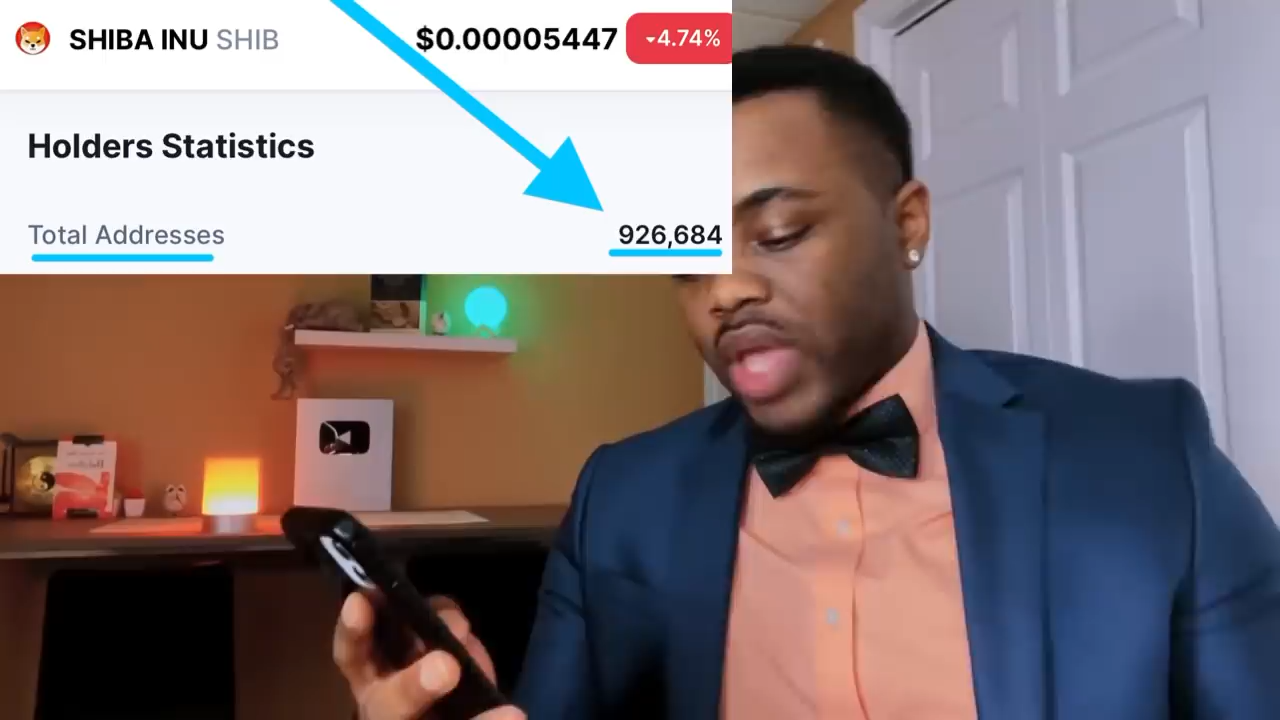 SHIBA INU SHIB $0.00005447 -4.74%
Holders Statistics
Total Addresses 926,684